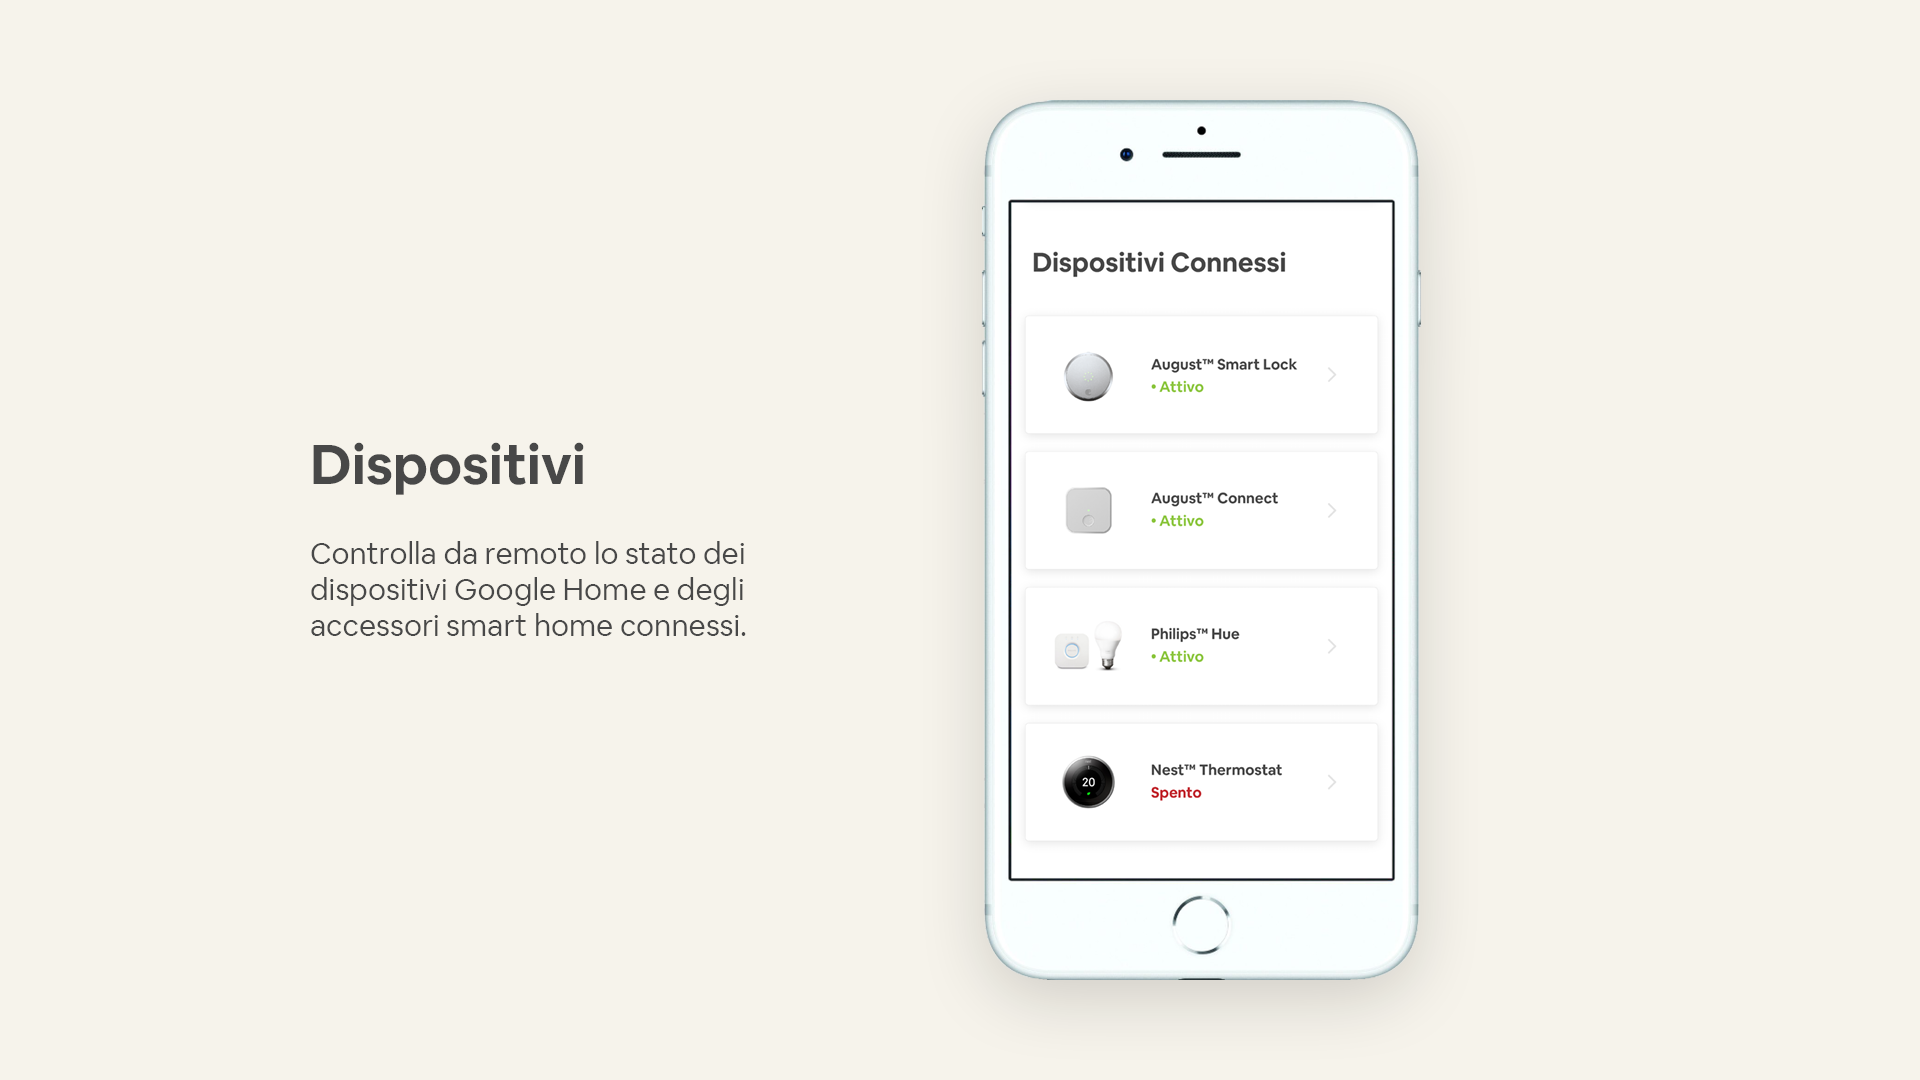 Dispositivi
Controlla da remoto lo stato dei
dispositivi Google Home e degli
accessori smart home connessi.
Dispositivi Connessi
August™ Smart Lock
• Attivo
August™ Connect
• Attivo
Philips™ Hue
• Attivo
20
Nest™ Thermostat
Spento